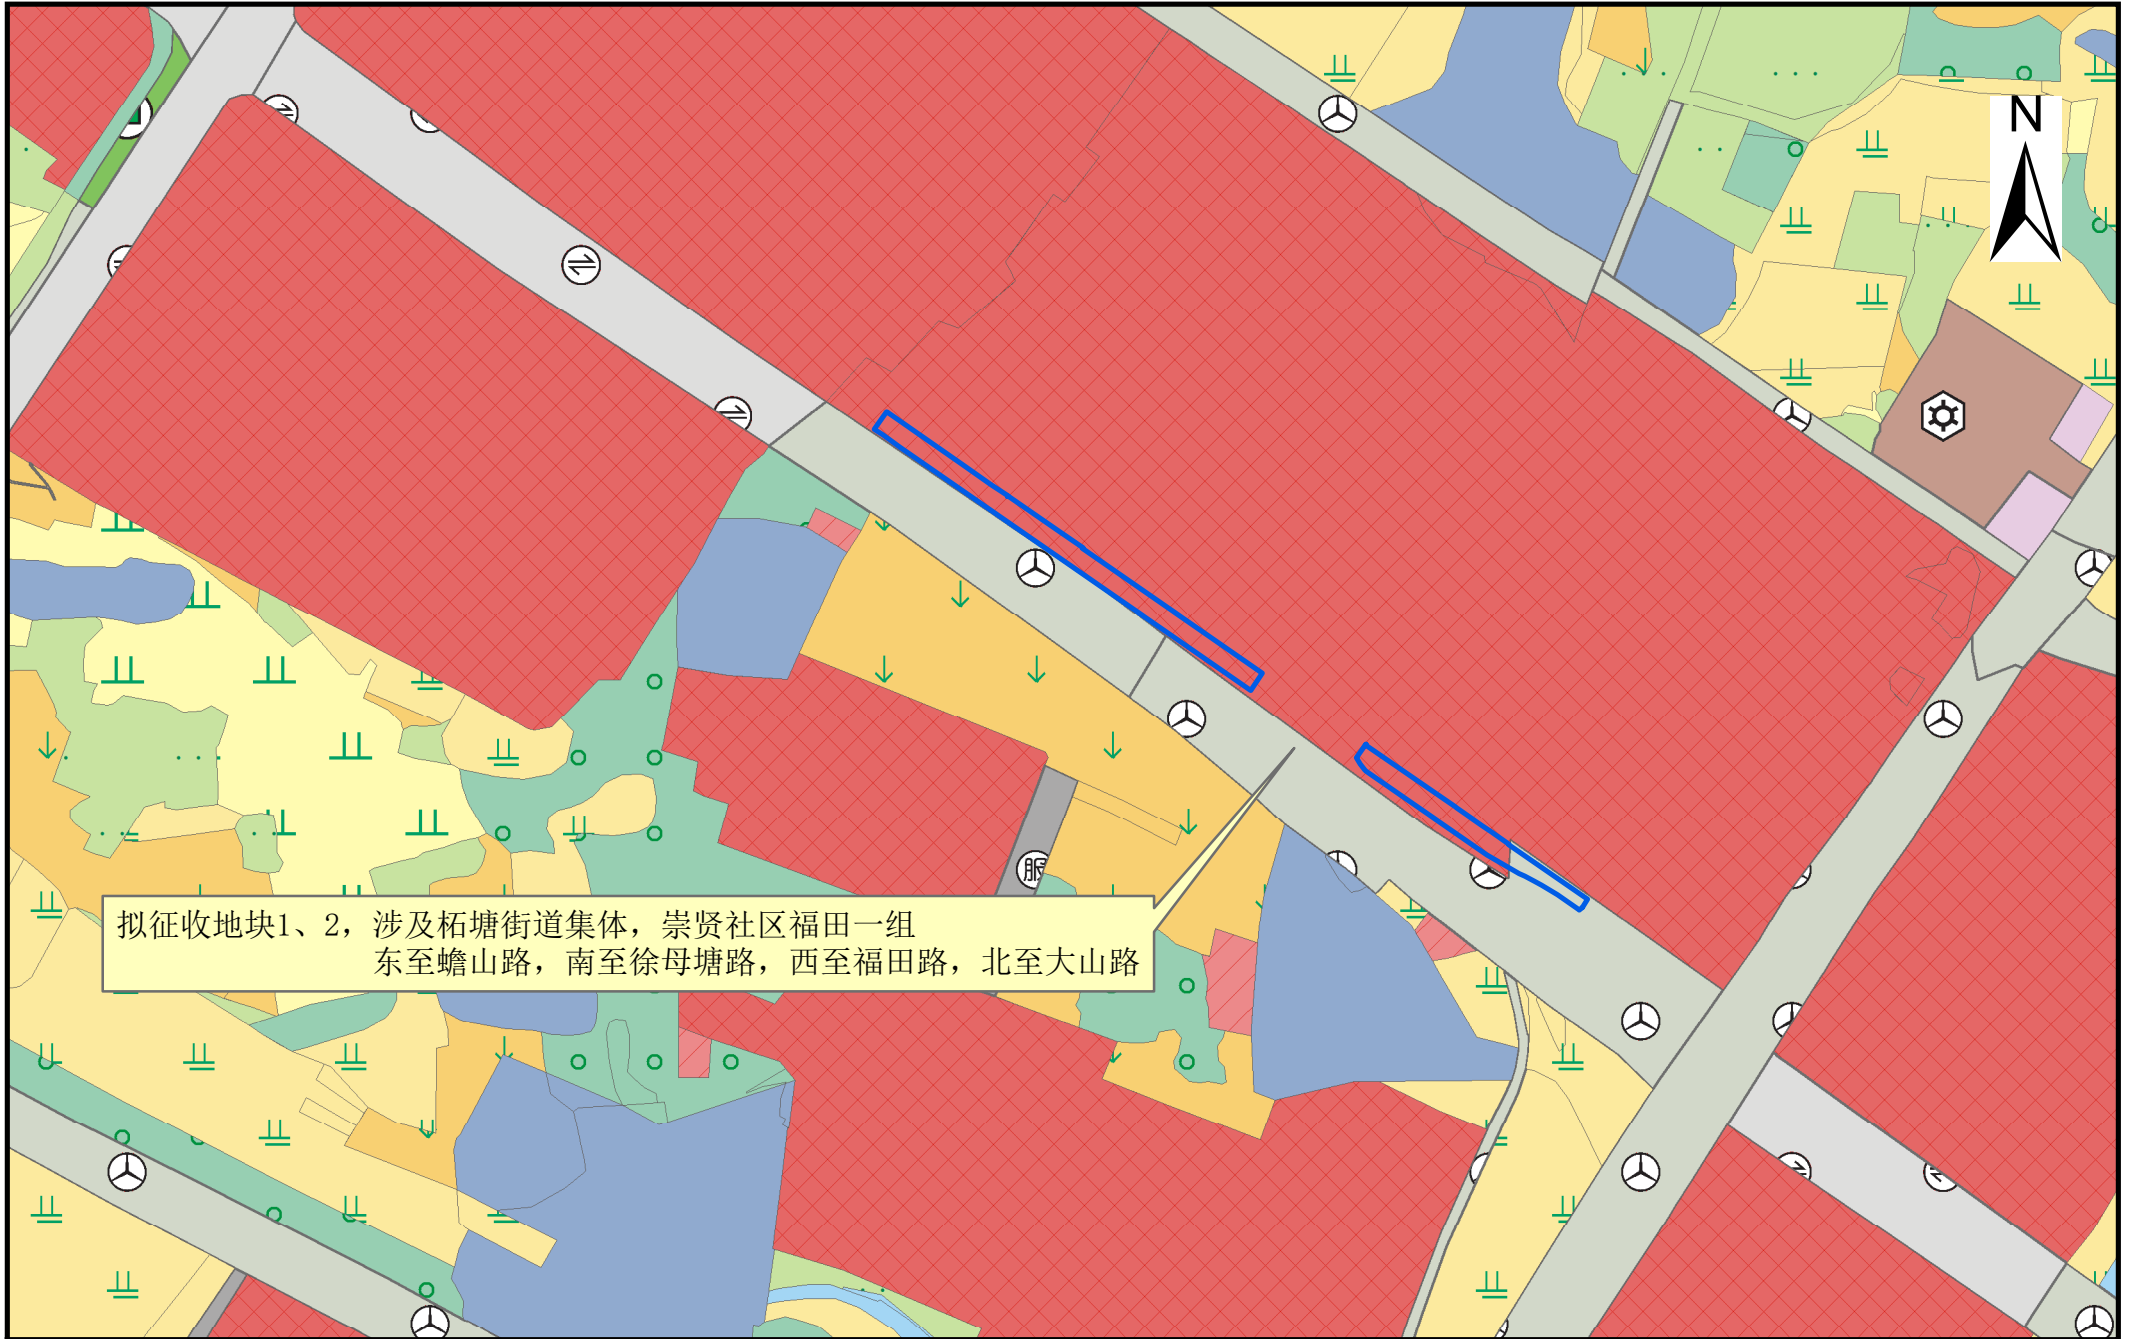 N
服
拟征收地块1、2，涉及柘塘街道集体，崇贤社区福田一组
东至蟾山路，南至徐母塘路，西至福田路，北至大山路